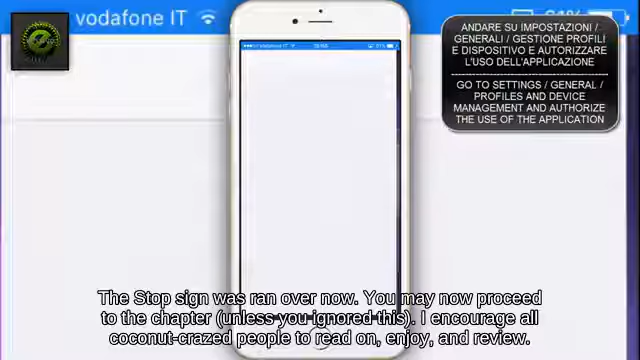 vodafone IT
61%
ANDARE SU IMPOSTAZIONI /
GENERALI / GESTIONE PROFILI
E DISPOSITIVO E AUTORIZZARE
L'USO DELL'APPLICAZIONE
GO TO SETTINGS / GENERAL /
PROFILES AND DEVICE
MANAGEMENT AND AUTHORIZE
THE USE OF THE APPLICATION
vodafone IT
The Stop sign was ran over now. You may now proceed
to the chapter (unless you ignored this). I encourage all
coconut-crazed people to read on, enjoy, and review.